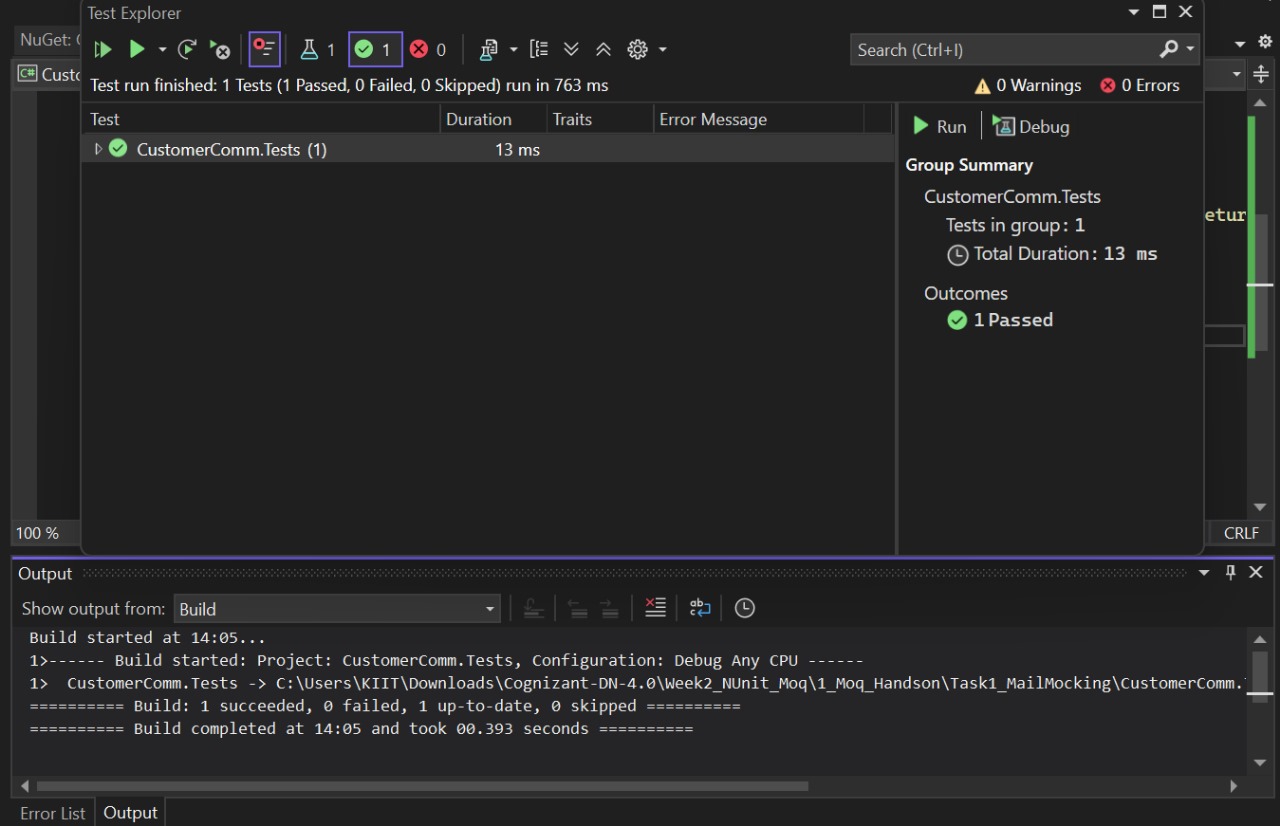 Test Explorer
NuGet:
Custo
1 1 0
Search (Ctrl+I)
Test run finished: 1 Tests (1 Passed, 0 Failed, 0 Skipped) run in 763 ms
0 Warnings 0 Errors
Test Duration Traits Error Message
CustomerComm.Tests (1) 13 ms
Run Debug
Group Summary
CustomerComm.Tests
Tests in group: 1
Total Duration: 13 ms
Outcomes
1 Passed
etur
100 %
CRLF
Output
Show output from: Build
Build started at 14:05...
1>------ Build started: Project: CustomerComm.Tests, Configuration: Debug Any CPU ------
1> CustomerComm.Tests -> C:\Users\KIIT\Downloads\Cognizant-DN-4.0\Week2_NUnit_Moq\1_Moq_Handson\Task1_MailMocking\CustomerComm.
========== Build: 1 succeeded, 0 failed, 1 up-to-date, 0 skipped ==========
========== Build completed at 14:05 and took 00.393 seconds ==========
Error List Output